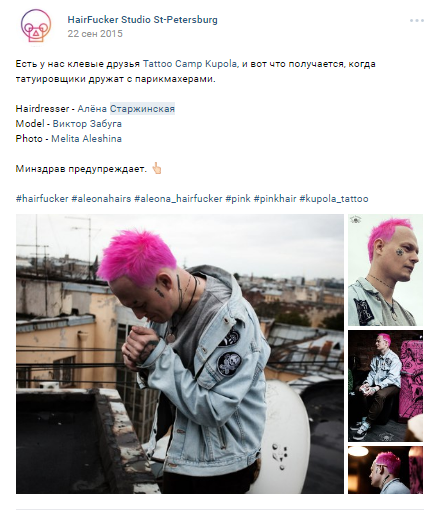 HairFucker Studio St-Petersburg
22 сен 2015
Есть у нас клевые друзья Tattoo Camp Kupola, и вот что получается, когда
татуировщики дружат с парикмахерами.
Hairdresser - Алёна Старжинская
Model - Виктор Забуга
Photo - Melita Aleshina
Минздрав предупреждает. 👆🏻
#hairfucker #aleonahairs #aleona_hairfucker #pink #pinkhair #kupola_tattoo